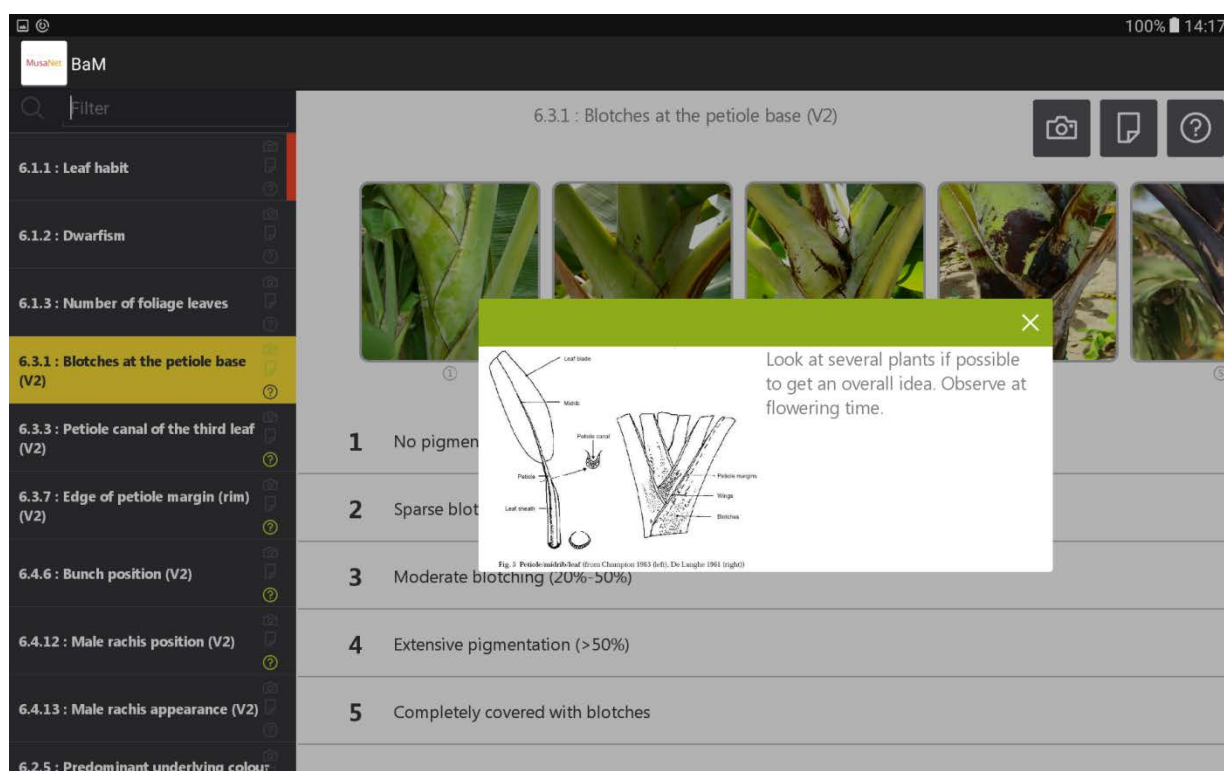 100% 14:17
MusaNet BaM
Filter
6.1.1 : Leaf habit
6.1.2 : Dwarfism
6.1.3 : Number of foliage leaves
6.3.1 : Blotches at the petiole base
(V2)
6.3.3 : Petiole canal of the third leaf
(V2)
6.3.7 : Edge of petiole margin (rim)
(V2)
6.4.6 : Bunch position (V2)
6.4.12 : Male rachis position (V2)
6.4.13 : Male rachis appearance (V2)
6.2.5 : Predominant underlying colour
6.3.1 : Blotches at the petiole base (V2)
1
5
Leaf blade
Midrib
Petiole canal
Petiole
Leaf sheath
Petiole margins
Wings
Blotches
Fig. 5 Petiole/midrib/leaf (from Champion 1963 (left), De Langhe 1961 (right))
Look at several plants if possible
to get an overall idea. Observe at
flowering time.
1 No pigmen
2 Sparse blot
3 Moderate blotching (20%-50%)
4 Extensive pigmentation (>50%)
5 Completely covered with blotches